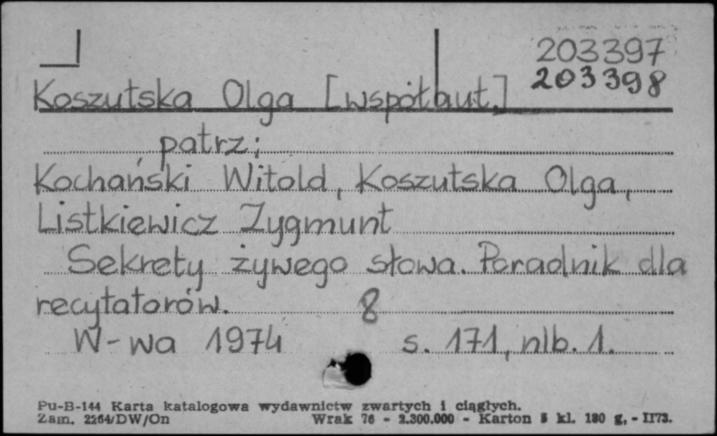 203397
203398
Koszutska Olga [współaut.]
patrz:
Kochański Witold, Koszutska Olga,
Listkiewicz Zygmunt
Sekrety żywego słowa. Poradnik dla
recytatorów. 8
W-wa 1974 s. 171, nlb. 1.
Pu-B-144 Karta katalogowa wydawnictw zwartych i ciągłych.
Zam. 2264/DW/On Wrak 76 - 2.300.000 - Karton 5 kl. 180 g, - II73.